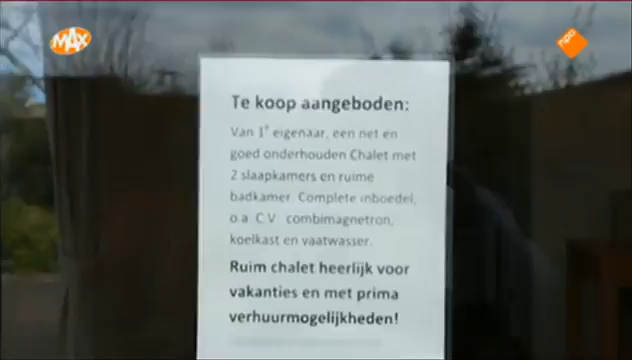 MAX
npo
Te koop aangeboden:
Van 1e eigenaar, een net en
goed onderhouden Chalet met
2 slaapkamers en ruime
badkamer. Complete inboedel,
o.a. C.V. combimagnetron,
koelkast en vaatwasser.
Ruim chalet heerlijk voor
vakanties en met prima
verhuurmogelijkheden!